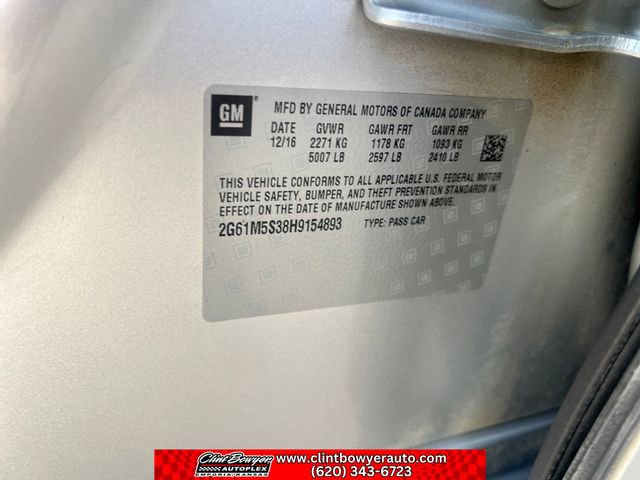 GM
MFD BY GENERAL MOTORS OF CANADA COMPANY
DATE GVWR GAWR FRT GAWR RR
12/16 2271 KG 1178 KG 1093 KG
5007 LB 2597 LB 2410 LB
THIS VEHICLE CONFORMS TO ALL APPLICABLE U.S. FEDERAL MOTOR
VEHICLE SAFETY, BUMPER, AND THEFT PREVENTION STANDARDS IN
EFFECT ON THE DATE OF MANUFACTURE SHOWN ABOVE.
2G61M5S38H9154893 TYPE: PASS CAR
Clint Bowyer
AUTOPLEX
EMPORIA, KANSAS
www.clintbowyerauto.com
(620) 343-6723